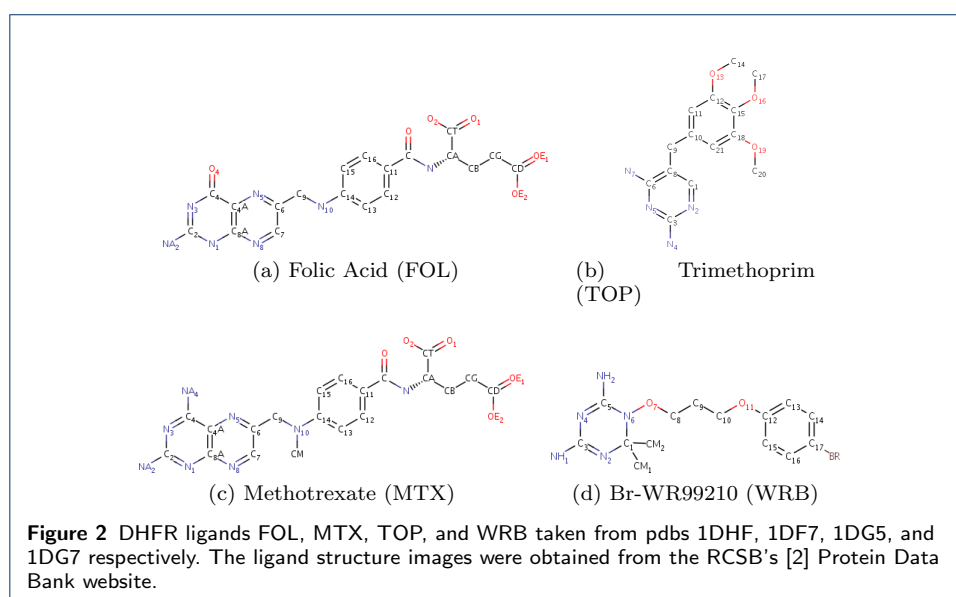 O₂ O₁
CT
O
C CA CG CD OE₁
N CB OE₂
C₁₆ C₁₅ C₁₁ C₁₄ C₁₂ C₁₃
O₄
C₄ N₅ C₉
N₃ C₄A C₆ N₁₀
C₂ C₈A C₇
NA₂ N₁ N₈
(a) Folic Acid (FOL)
C₁₄ C₁₇
O₁₃
C₁₂ O₁₆
C₁₁ C₁₅
C₁₀ C₁₈ O₁₉
C₉ C₂₁
C₈ C₂₀
N₇ C₆ C₁
N₅ N₂
C₃
N₄
(b) Trimethoprim
(TOP)
O₂ O₁
CT
O
C CA CG CD OE₁
N CB OE₂
C₁₆ C₁₅ C₁₁ C₁₄ C₁₂ C₁₃
NA₄
C₄ N₅ C₉
N₃ C₄A C₆ N₁₀
C₂ C₈A C₇ CM
NA₂ N₁ N₈
(c) Methotrexate (MTX)
NH₂
C₅ O₇ C₉ O₁₁ C₁₃
N₄ N₆ C₈ C₁₀ C₁₂ C₁₄
C₃ C₁ CM₂ C₁₅ C₁₇
NH₁ N₂ CM₁ C₁₆ BR
(d) Br-WR99210 (WRB)
Figure 2 DHFR ligands FOL, MTX, TOP, and WRB taken from pdbs 1DHF, 1DF7, 1DG5, and
1DG7 respectively. The ligand structure images were obtained from the RCSB's [2] Protein Data
Bank website.